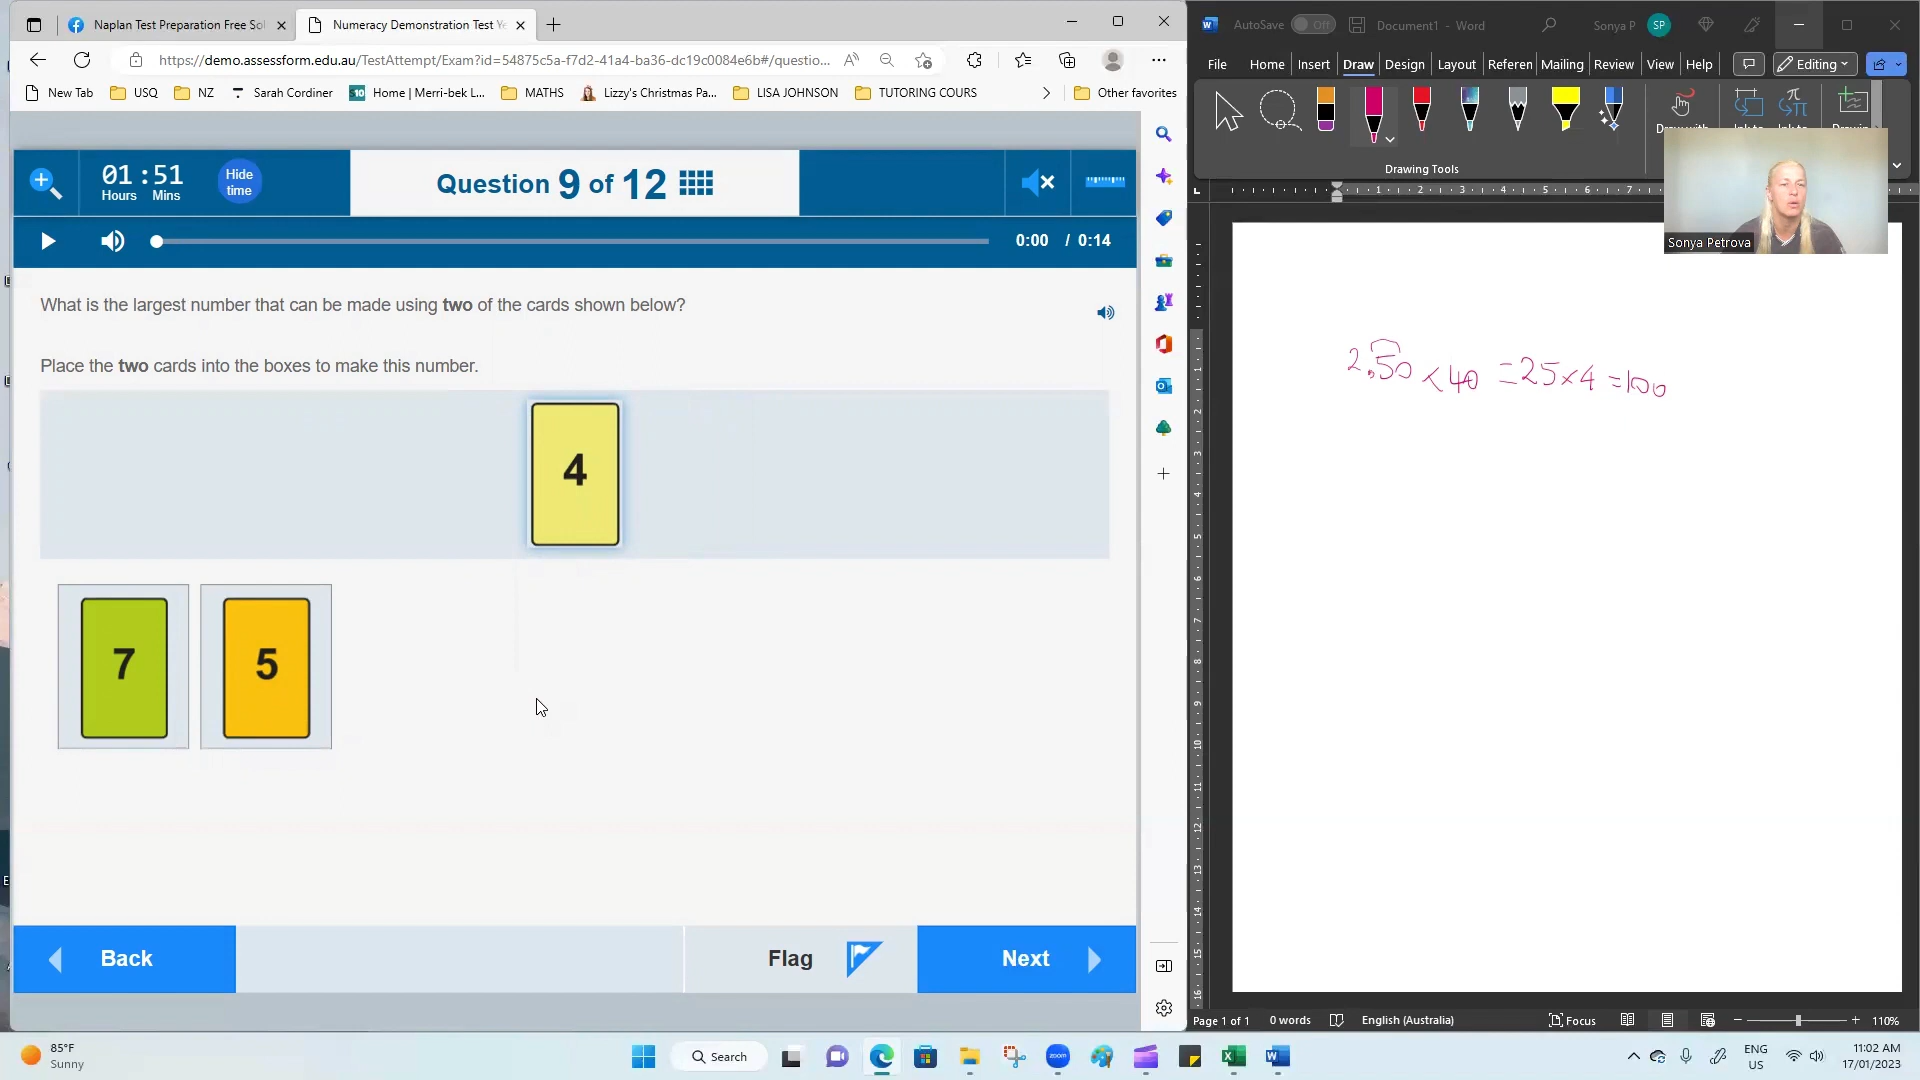 Naplan Test Preparation Free Sol
Numeracy Demonstration Test Ye
https://demo.assessform.edu.au/TestAttempt/Exam?id=54875c5a-f7d2-41a4-ba36-dc19c0084e6b#/questio...
New Tab USQ NZ Sarah Cordiner Home | Merri-bek L... MATHS Lizzy's Christmas Pa... LISA JOHNSON TUTORING COURS Other favorites
01 : 51
Hours Mins
Hide time
Question 9 of 12
0:00 / 0:14
What is the largest number that can be made using two of the cards shown below?
Place the two cards into the boxes to make this number.
4
7 5
Back Flag Next
AutoSave Off Document1 - Word Sonya P SP
File Home Insert Draw Design Layout Referen Mailing Review View Help Editing
Drawing Tools
Sonya Petrova
2.50 × 40 = 25 × 4 = 100
Page 1 of 1 0 words English (Australia) Focus 110%
85°F
Sunny
Search
zoom
ENG
US
11:02 AM
17/01/2023